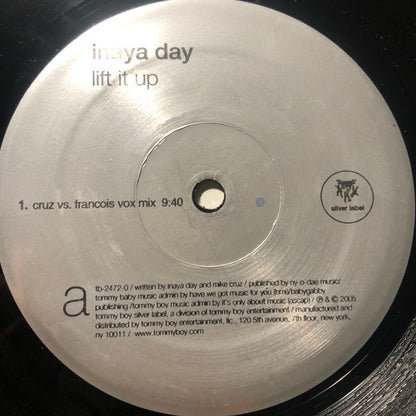 inaya day
lift it up
1. cruz vs. francois vox mix 9:40
silver label
a
tb-2472-0 / written by inaya day and mike cruz / published by ny-o-dae music/
tommy baby music admin by have we got music for you (bmi)/babygabby
publishing /tommy boy music admin by it's only about music (ascap) / ℗ & © 2005
tommy boy silver label, a division of tommy boy entertainment / manufactured and
distributed by tommy boy entertainment, llc., 120 5th avenue, 7th floor, new york,
ny 10011 / www.tommyboy.com